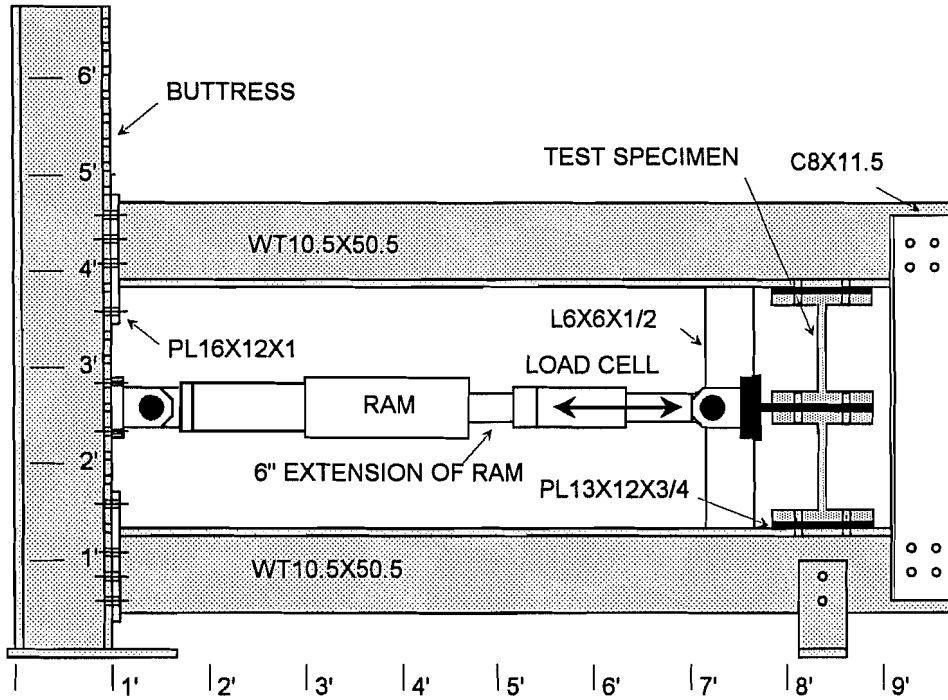 6'
BUTTRESS
5'
TEST SPECIMEN
C8X11.5
WT10.5X50.5
4'
L6X6X1/2
PL16X12X1
3'
LOAD CELL
RAM
2'
6" EXTENSION OF RAM
PL13X12X3/4
1'
WT10.5X50.5
1' 2' 3' 4' 5' 6' 7' 8' 9'